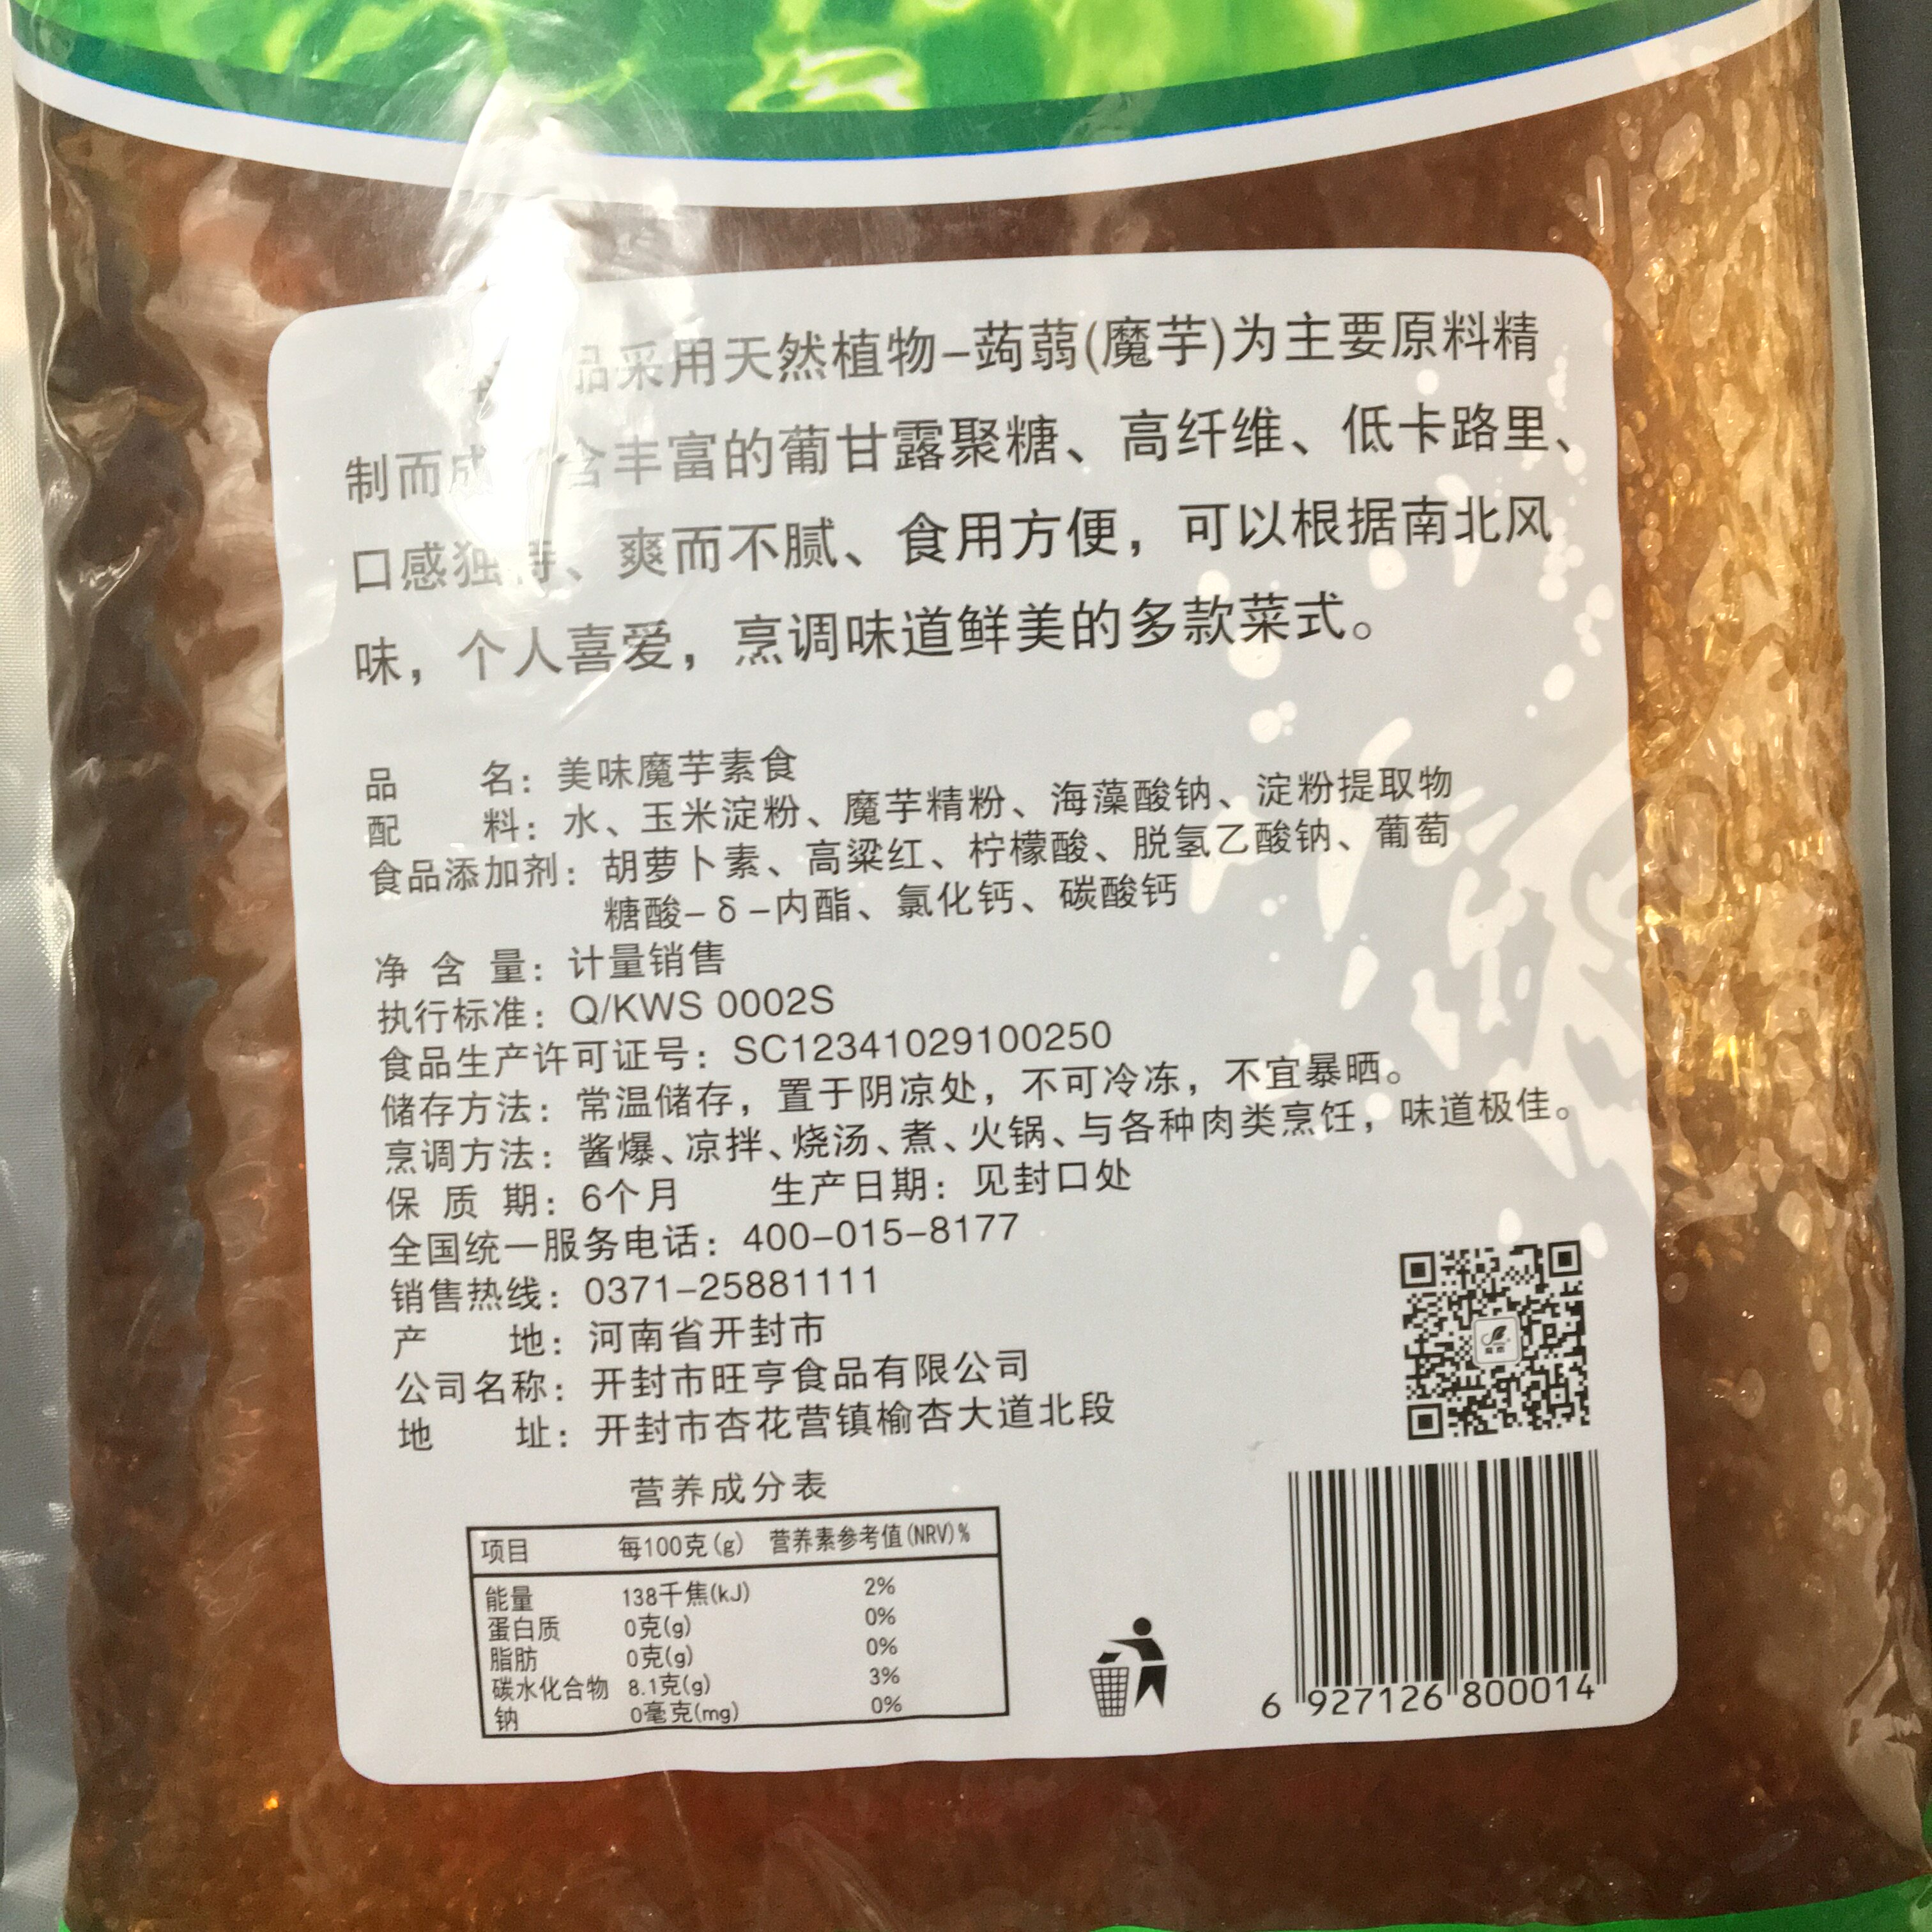 品采用天然植物-蒟蒻(魔芋)为主要原料精
制而成 含丰富的葡甘露聚糖、高纤维、低卡路里、
口感独特、爽而不腻、食用方便，可以根据南北风
味，个人喜爱，烹调味道鲜美的多款菜式。
品 名：美味魔芋素食
配 料：水、玉米淀粉、魔芋精粉、海藻酸钠、淀粉提取物
食品添加剂：胡萝卜素、高粱红、柠檬酸、脱氢乙酸钠、葡萄
糖酸-δ-内酯、氯化钙、碳酸钙
净含量：计量销售
执行标准：Q/KWS 0002S
食品生产许可证号：SC12341029100250
储存方法：常温储存，置于阴凉处，不可冷冻，不宜暴晒。
烹调方法：酱爆、凉拌、烧汤、煮、火锅、与各种肉类烹饪，味道极佳。
保质期：6个月 生产日期：见封口处
全国统一服务电话：400-015-8177
销售热线：0371-25881111
产 地：河南省开封市
公司名称：开封市旺亨食品有限公司
地 址：开封市杏花营镇榆杏大道北段
营养成分表
项目 每100克(g) 营养素参考值(NRV)%
能量 138千焦(kJ) 2%
蛋白质 0克(g) 0%
脂肪 0克(g) 0%
碳水化合物 8.1克(g) 3%
钠 0毫克(mg) 0%
6 927126 800014